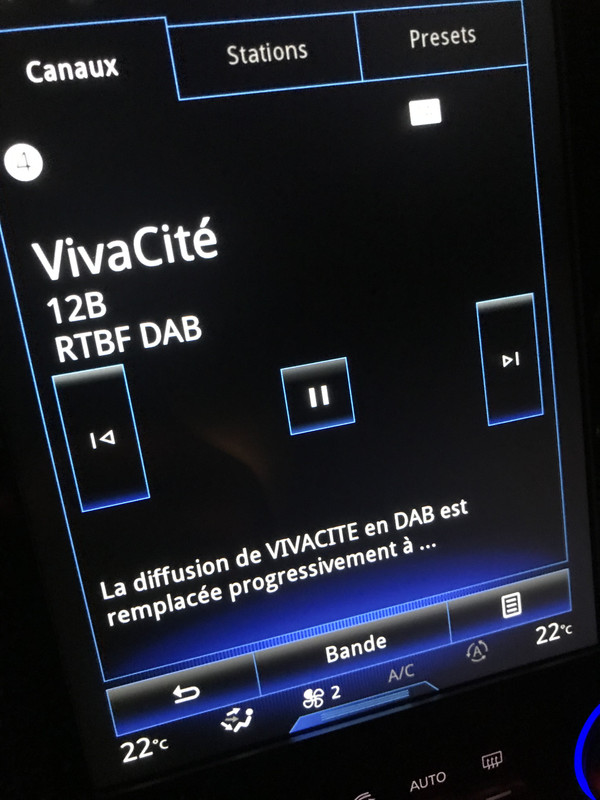 Canaux
Stations
Presets
4
VivaCité
12B
RTBF DAB
La diffusion de VIVACITE en DAB est
remplacée progressivement à ...
Bande
22°C
2
A/C
A
22°C
AUTO